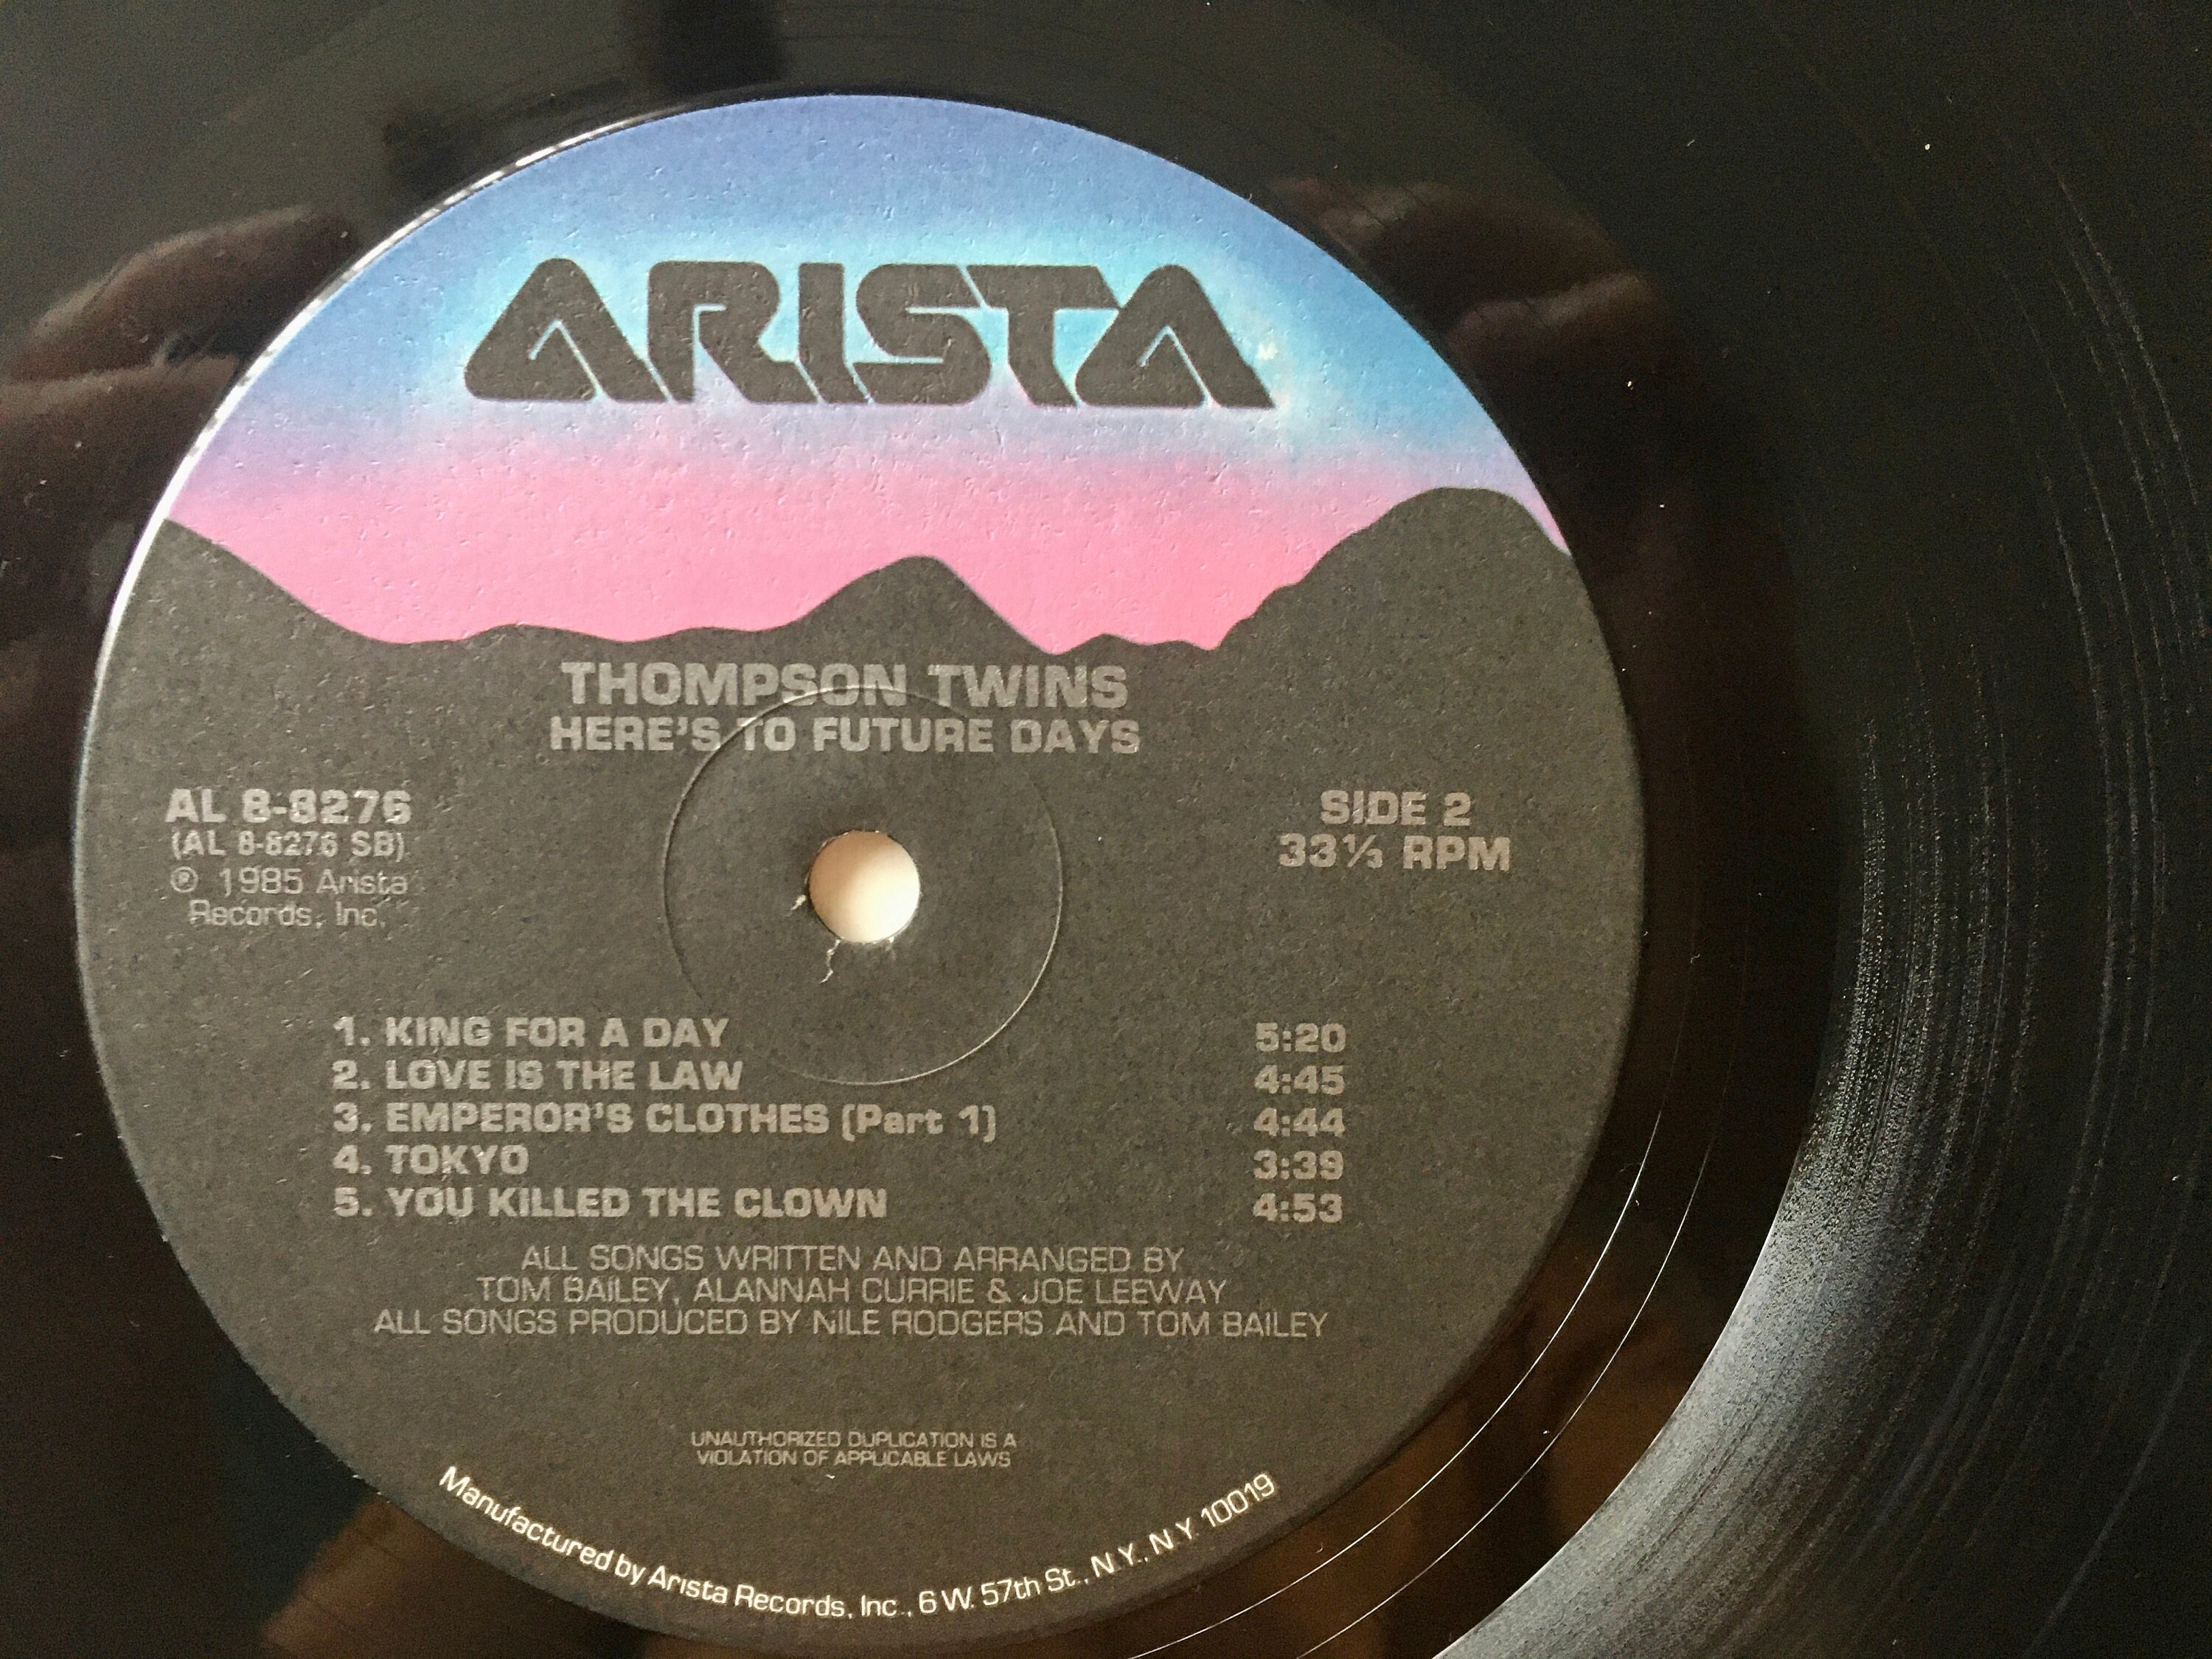 ARISTA
THOMPSON TWINS
HERE'S TO FUTURE DAYS
AL 8-8276
(AL 8-8276 SB)
℗ 1985 Arista
Records, Inc.
SIDE 2
33⅓ RPM
1. KING FOR A DAY 5:20
2. LOVE IS THE LAW 4:45
3. EMPEROR'S CLOTHES (Part 1) 4:44
4. TOKYO 3:39
5. YOU KILLED THE CLOWN 4:53
ALL SONGS WRITTEN AND ARRANGED BY
TOM BAILEY, ALANNAH CURRIE & JOE LEEWAY
ALL SONGS PRODUCED BY NILE RODGERS AND TOM BAILEY
UNAUTHORIZED DUPLICATION IS A
VIOLATION OF APPLICABLE LAWS
Manufactured by Arista Records, Inc., 6 W. 57th St., N.Y., N.Y. 10019